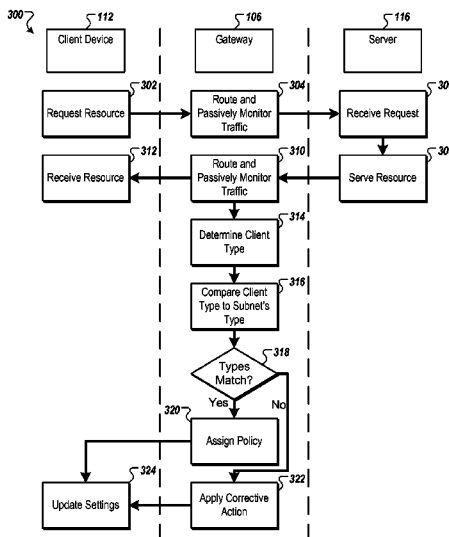 300
112
106
116
Client Device
Gateway
Server
302
304
30
Request Resource
Route and
Passively Monitor
Traffic
Receive Request
312
310
30
Receive Resource
Route and
Passively Monitor
Traffic
Serve Resource
314
Determine Client
Type
316
Compare Client
Type to Subnet's
Type
318
Types
Match?
Yes
No
320
Assign Policy
324
322
Update Settings
Apply Corrective
Action